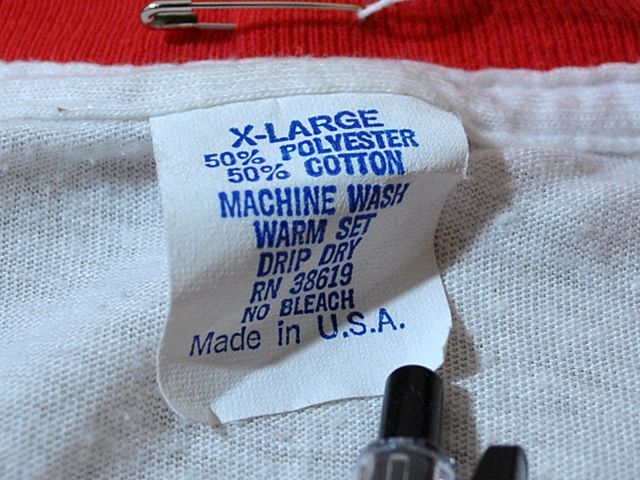 X-LARGE
50% POLYESTER
50% COTTON
MACHINE WASH
WARM SET
DRIP DRY
RN 38619
NO BLEACH
Made in U.S.A.